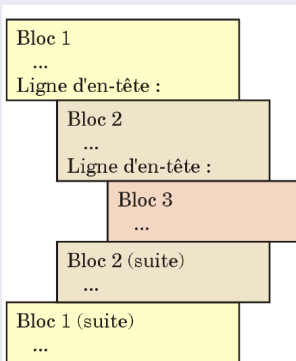 Bloc 1
...
Ligne d'en-tête :
Bloc 2
...
Ligne d'en-tête :
Bloc 3
...
Bloc 2 (suite)
...
Bloc 1 (suite)
...